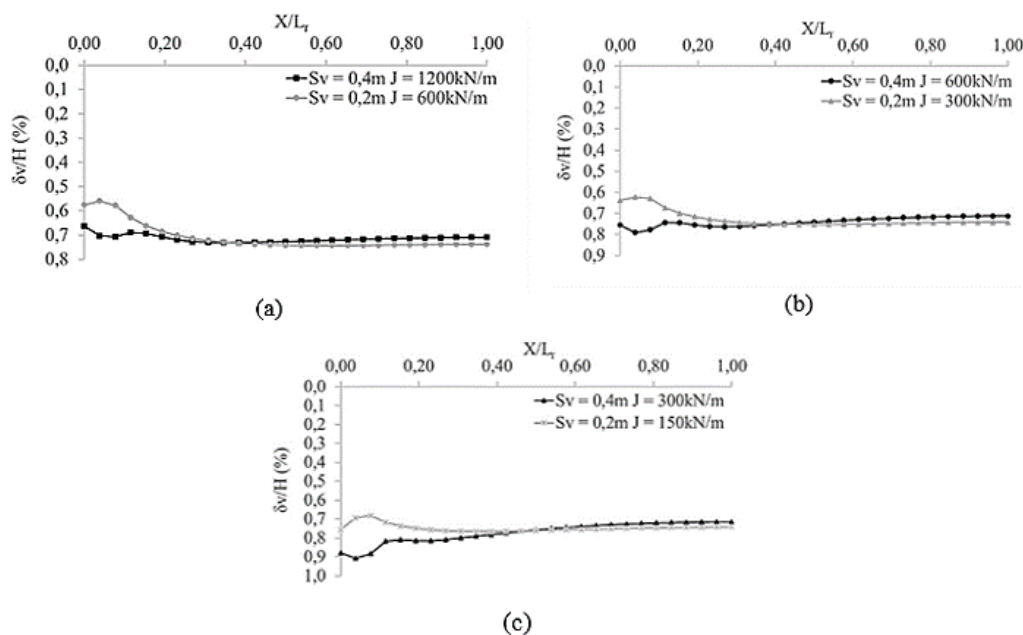 X/Lr
0,00 0,20 0,40 0,60 0,80 1,00
0,0
0,1
0,2
0,3
0,4
0,5
0,6
0,7
0,8
δv/H (%)
Sv = 0,4m J = 1200kN/m
Sv = 0,2m J = 600kN/m
(a)
X/Lr
0,00 0,20 0,40 0,60 0,80 1,00
0,0
0,1
0,2
0,3
0,4
0,5
0,6
0,7
0,8
0,9
δv/H (%)
Sv = 0,4m J = 600kN/m
Sv = 0,2m J = 300kN/m
(b)
X/Lr
0,00 0,20 0,40 0,60 0,80 1,00
0,0
0,1
0,2
0,3
0,4
0,5
0,6
0,7
0,8
0,9
1,0
δv/H (%)
Sv = 0,4m J = 300kN/m
Sv = 0,2m J = 150kN/m
(c)